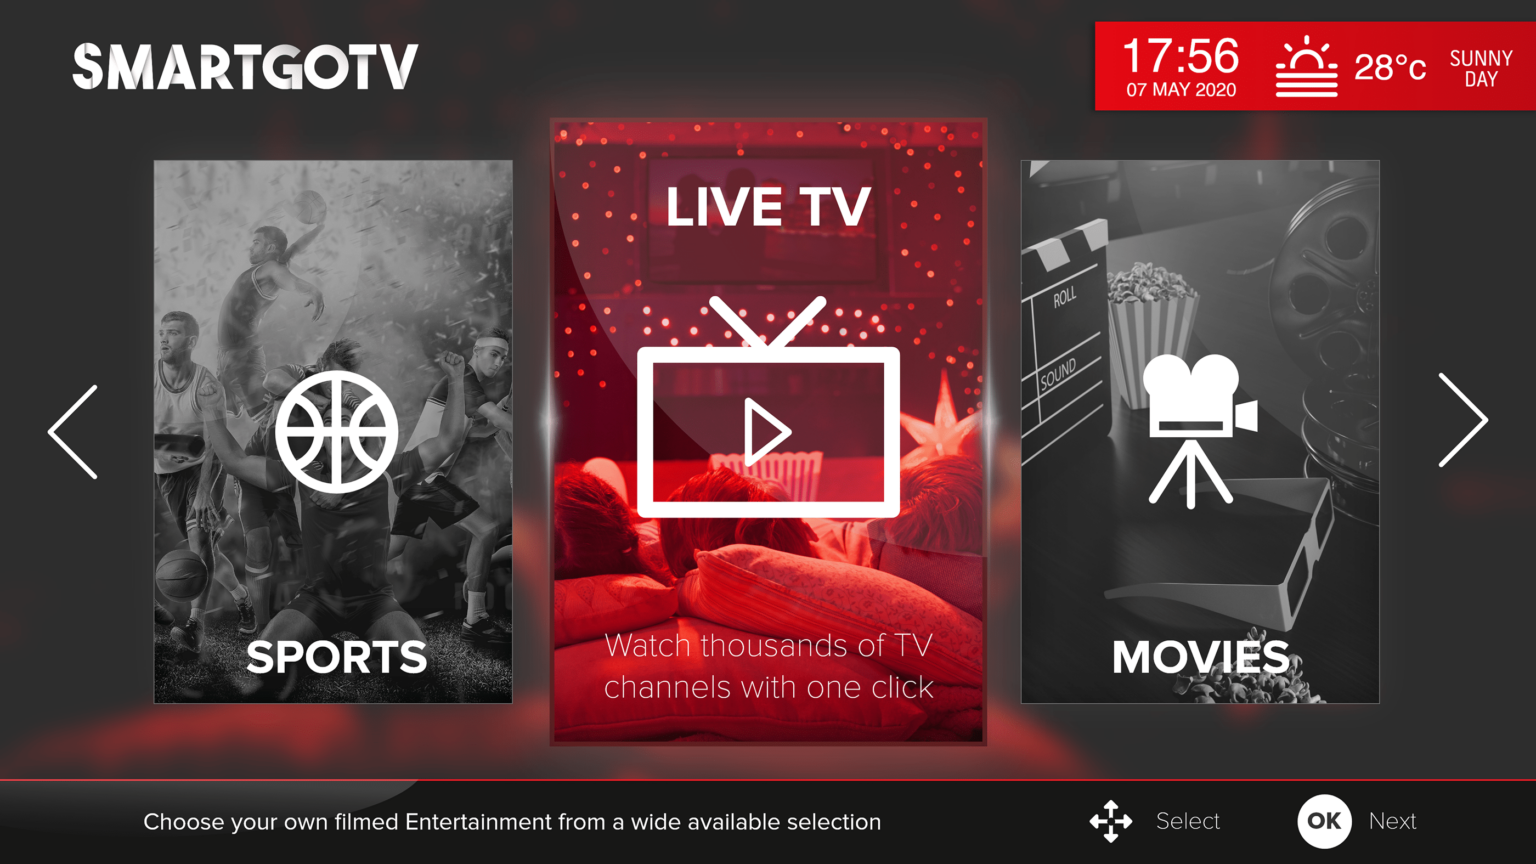 SMARTGOTV
17:56
07 MAY 2020
28°c
SUNNY
DAY
SPORTS
LIVE TV
Watch thousands of TV
channels with one click
ROLL
SOUND
MOVIES
Choose your own filmed Entertainment from a wide available selection
Select
OK
Next